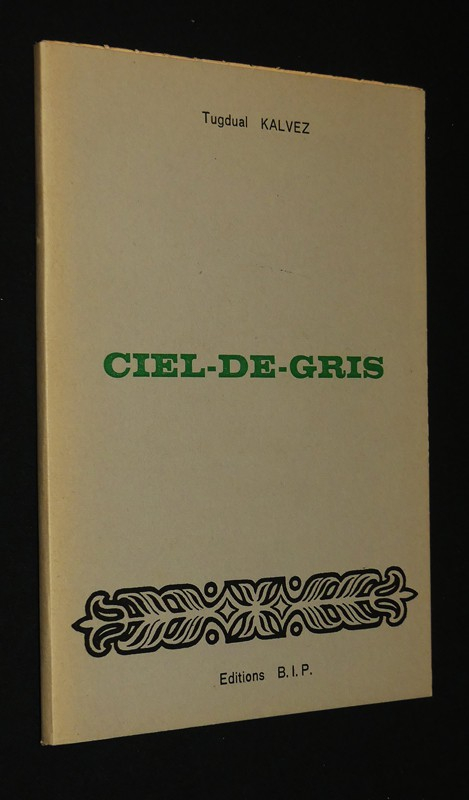 Tugdual KALVEZ
CIEL-DE-GRIS
Editions B.I.P.